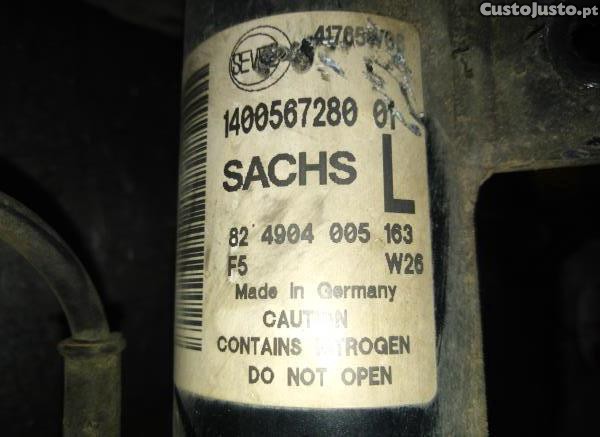 CustoJusto.pt
1400567280 01
SACHS L
82 4904 005 163
F5 W26
Made in Germany
CAUTION
CONTAINS NITROGEN
DO NOT OPEN